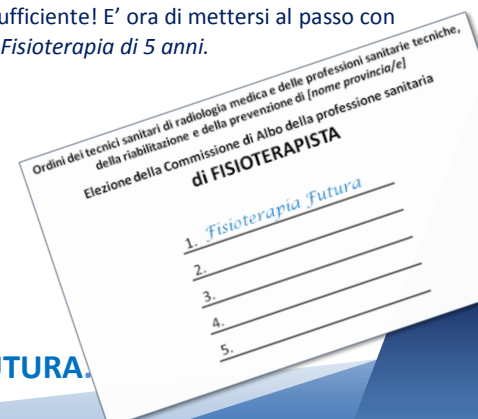 ufficiente! E’ ora di mettersi al passo con
Fisioterapia di 5 anni.
Ordini dei tecnici sanitari di radiologia medica e delle professioni sanitarie tecniche,
della riabilitazione e della prevenzione di [nome provincia/e]
Elezione della Commissione di Albo della professione sanitaria
di FISIOTERAPISTA
1. Fisioterapia Futura
2.
3.
4.
5.
UTURA.